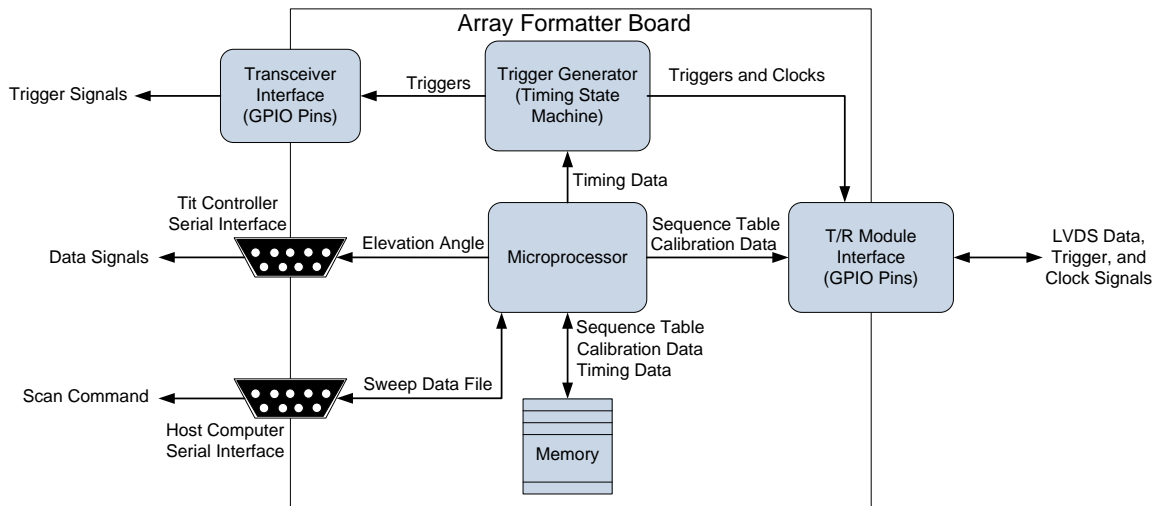 Array Formatter Board
Transceiver
Interface
(GPIO Pins)
Triggers
Trigger Generator
(Timing State
Machine)
Triggers and Clocks
Trigger Signals
Timing Data
Tit Controller
Serial Interface
Data Signals
Elevation Angle
Microprocessor
Sequence Table
Calibration Data
T/R Module
Interface
(GPIO Pins)
LVDS Data,
Trigger, and
Clock Signals
Sequence Table
Calibration Data
Timing Data
Scan Command
Sweep Data File
Host Computer
Serial Interface
Memory